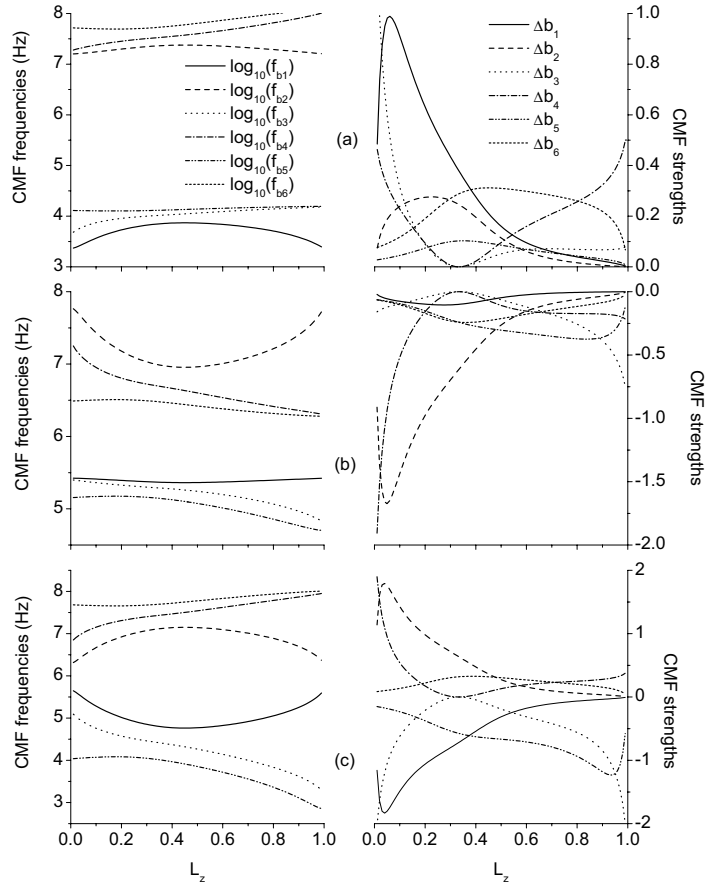 CMF frequencies (Hz)
8
7
6
5
4
3
log10(fb1)
log10(fb2)
log10(fb3)
log10(fb4)
log10(fb5)
log10(fb6)
(a)
Δb1
Δb2
Δb3
Δb4
Δb5
Δb6
1.0
0.8
0.6
0.4
0.2
0.0
CMF strengths
CMF frequencies (Hz)
8
7
6
5
(b)
0.0
-0.5
-1.0
-1.5
-2.0
CMF strengths
CMF frequencies (Hz)
8
7
6
5
4
3
(c)
2
1
0
-1
-2
CMF strengths
0.0 0.2 0.4 0.6 0.8 1.0
0.0 0.2 0.4 0.6 0.8 1.0
Lz
Lz